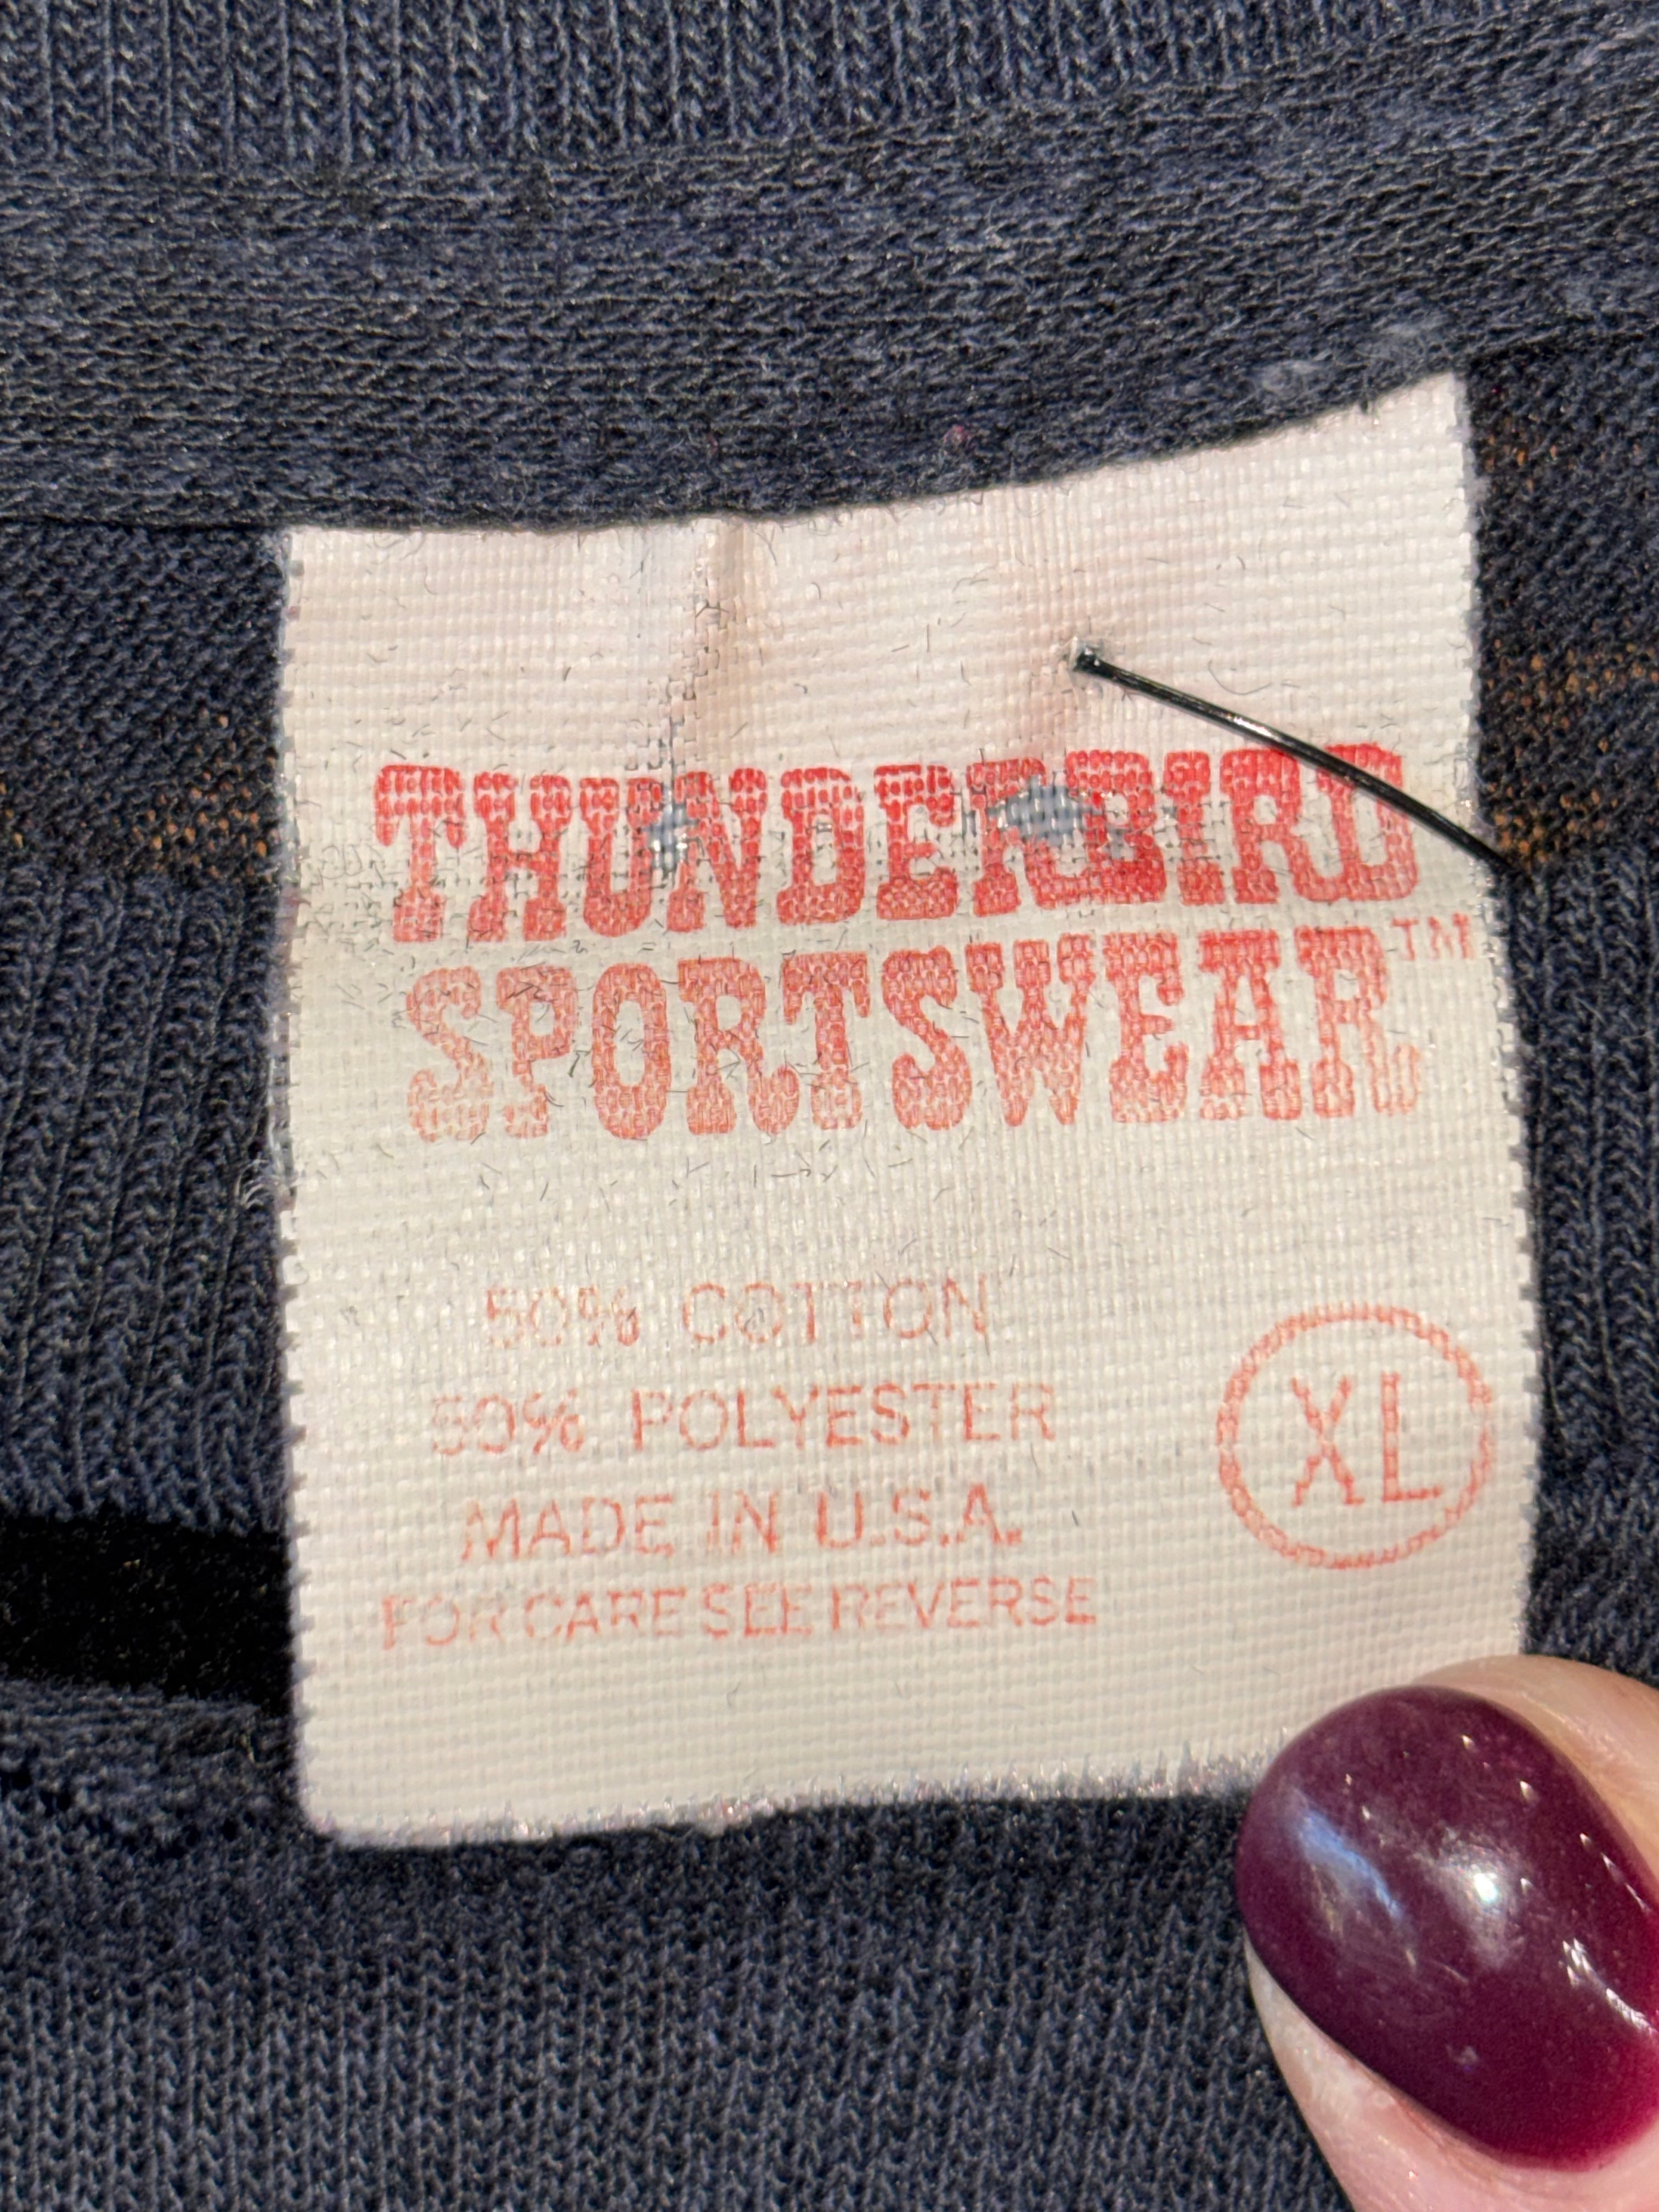 THUNDERBIRD
SPORTSWEAR™
50% COTTON
50% POLYESTER
MADE IN U.S.A.
FOR CARE SEE REVERSE
XL